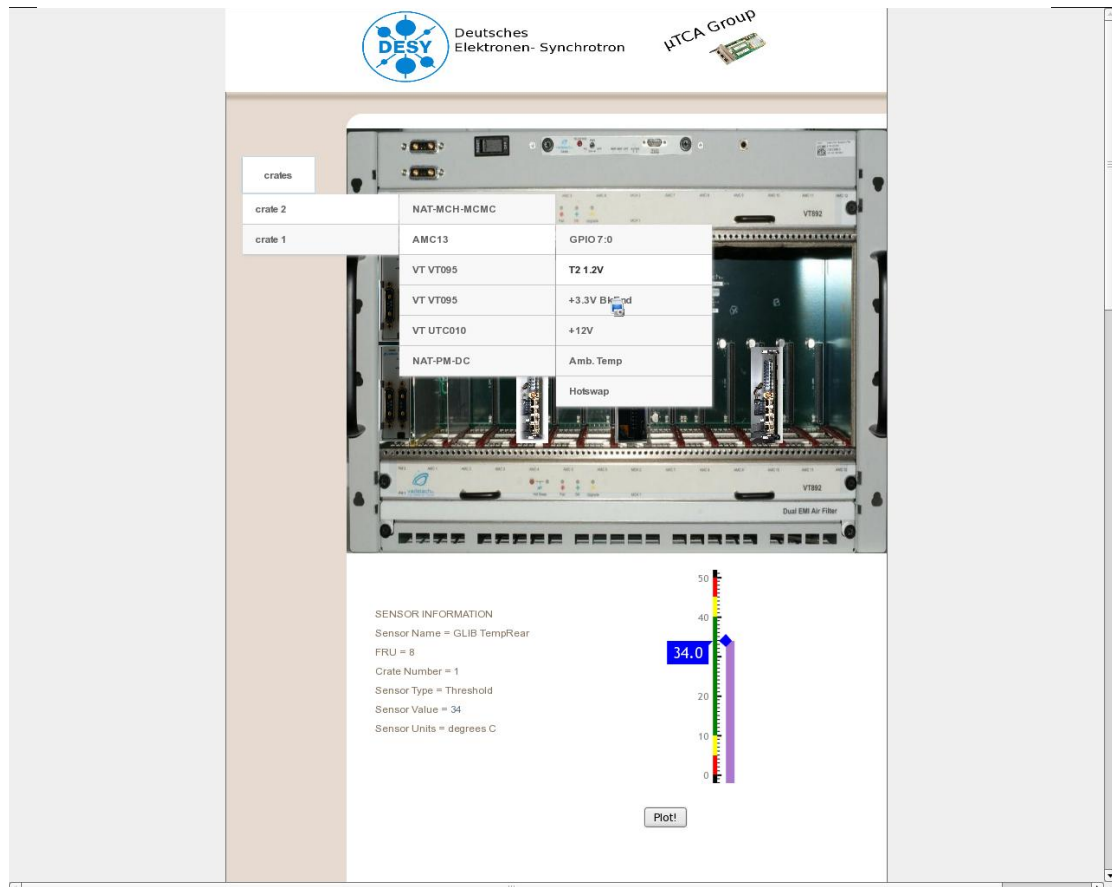 Deutsches
Elektronen- Synchrotron
DESY
µTCA Group
crates
crate 2
crate 1
NAT-MCH-MCMC
AMC13
VT VT095
VT VT095
VT UTC010
NAT-PM-DC
GPIO 7:0
T2 1.2V
+12V
Amb. Temp
Hotswap
VT892
VT892
Dual EMI Air Filter
SENSOR INFORMATION
Sensor Name = GLIB TempRear
FRU = 8
Crate Number = 1
Sensor Type = Threshold
Sensor Value = 34
Sensor Units = degrees C
50
40
34.0
20
10
0
Plot!